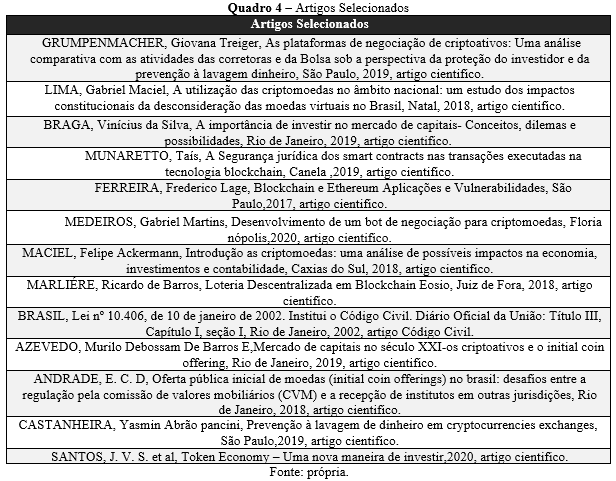 Quadro 4 – Artigos Selecionados
Artigos Selecionados
GRUMPENMACHER, Giovana Treiger, As plataformas de negociação de criptoativos: Uma análise
comparativa com as atividades das corretoras e da Bolsa sob a perspectiva da proteção do investidor e da
prevenção à lavagem dinheiro, São Paulo, 2019, artigo cientifico.
LIMA, Gabriel Maciel, A utilização das criptomoedas no âmbito nacional: um estudo dos impactos
constitucionais da desconsideração das moedas virtuais no Brasil, Natal, 2018, artigo cientifico.
BRAGA, Vinícius da Silva, A importância de investir no mercado de capitais- Conceitos, dilemas e
possibilidades, Rio de Janeiro, 2019, artigo cientifico.
MUNARETTO, Taís, A Segurança jurídica dos smart contracts nas transações executadas na
tecnologia blockchain, Canela ,2019, artigo cientifico.
FERREIRA, Frederico Lage, Blockchain e Ethereum Aplicações e Vulnerabilidades, São
Paulo,2017, artigo cientifico.
MEDEIROS, Gabriel Martins, Desenvolvimento de um bot de negociação para criptomoedas, Floria
nópolis,2020, artigo cientifico.
MACIEL, Felipe Ackermann, Introdução as criptomoedas: uma análise de possíveis impactos na economia,
investimentos e contabilidade, Caxias do Sul, 2018, artigo cientifico.
MARLIÉRE, Ricardo de Barros, Loteria Descentralizada em Blockchain Eosio, Juiz de Fora, 2018, artigo
cientifico.
BRASIL, Lei nº 10.406, de 10 de janeiro de 2002. Institui o Código Civil. Diário Oficial da União: Título III,
Capítulo I, seção I, Rio de Janeiro, 2002, artigo Código Civil.
AZEVEDO, Murilo Debossam De Barros E,Mercado de capitais no século XXI-os criptoativos e o initial coin
offering, Rio de Janeiro, 2019, artigo cientifico.
ANDRADE, E. C. D, Oferta pública inicial de moedas (initial coin offerings) no brasil: desafios entre a
regulação pela comissão de valores mobiliários (CVM) e a recepção de institutos em outras jurisdições, Rio
de Janeiro, 2018, artigo cientifico.
CASTANHEIRA, Yasmin Abrão pancini, Prevenção à lavagem de dinheiro em cryptocurrencies exchanges,
São Paulo,2019, artigo cientifico.
SANTOS, J. V. S. et al, Token Economy – Uma nova maneira de investir,2020, artigo cientifico.
Fonte: própria.